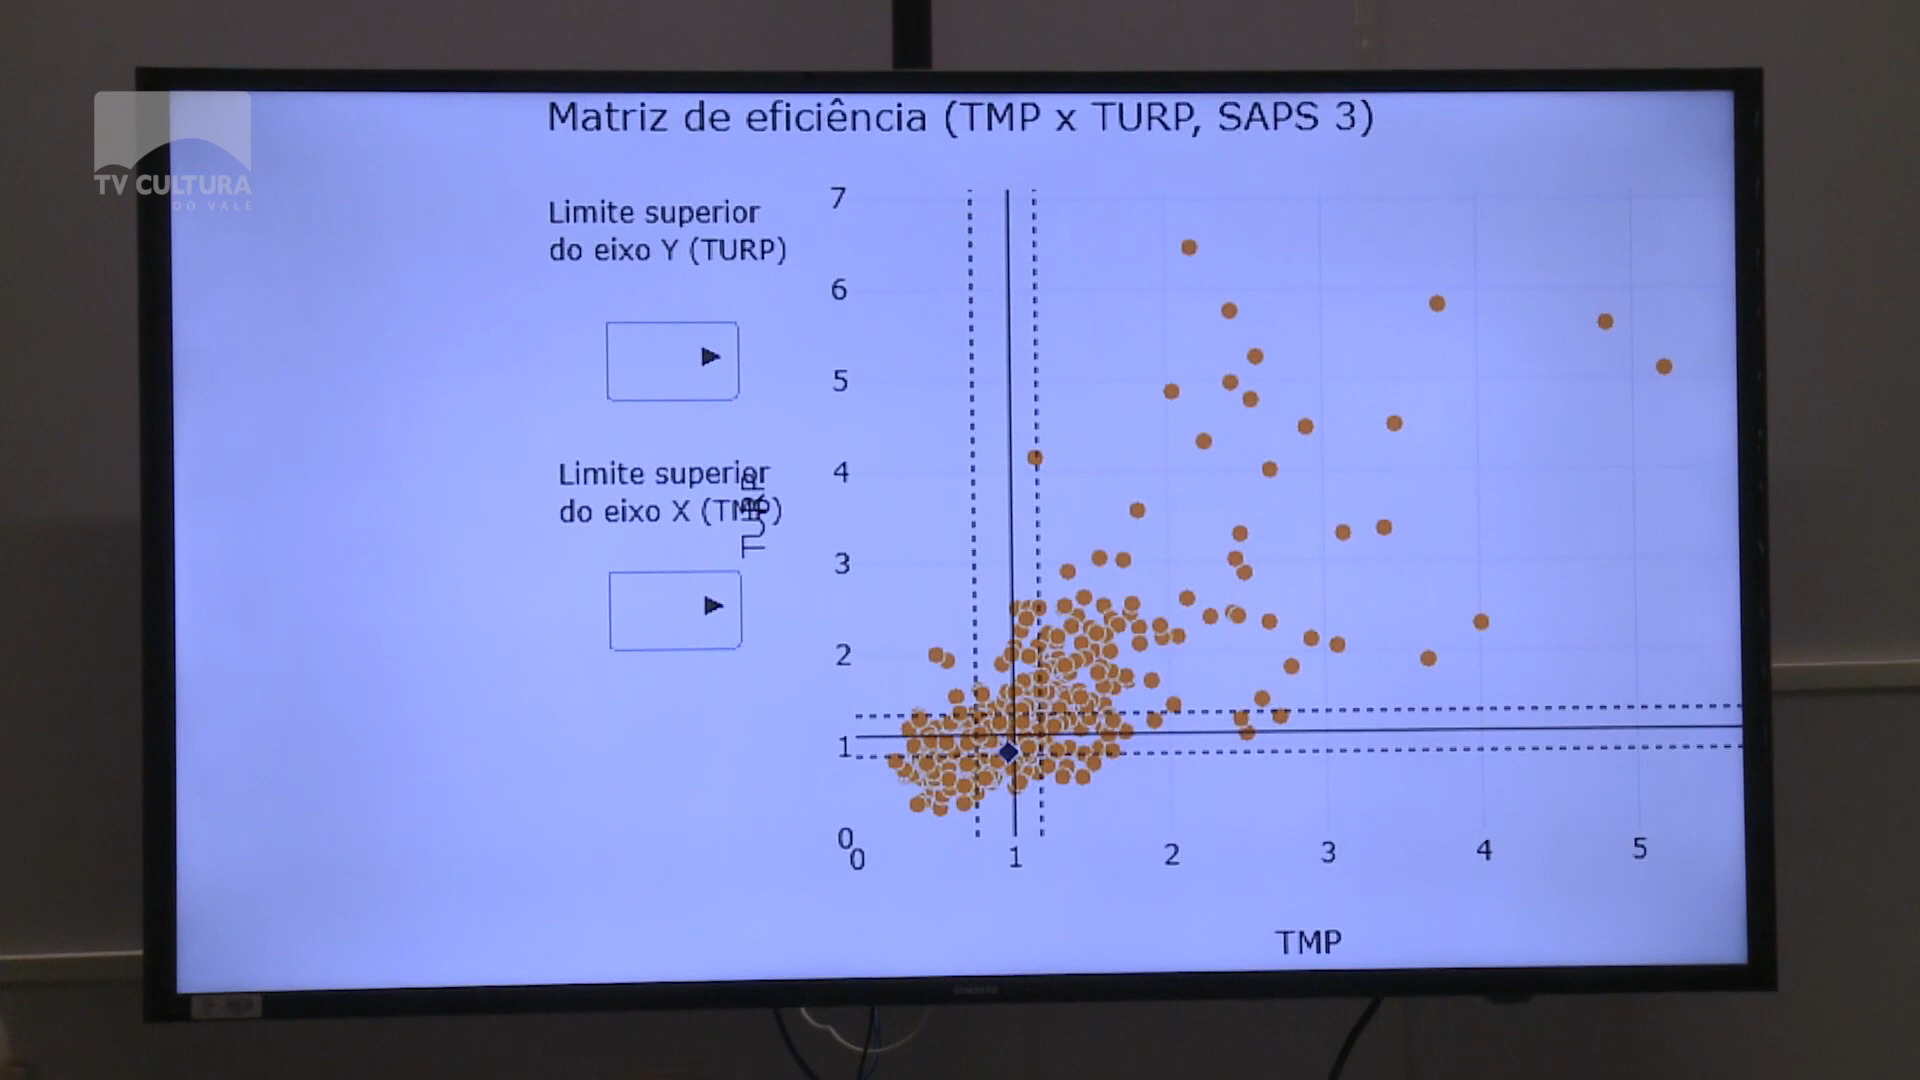 TV CULTURA
DO VALE
Matriz de eficiência (TMP x TURP, SAPS 3)
Limite superior
do eixo Y (TURP)
Limite superior
do eixo X (TMP)
TURP
7
6
5
4
3
2
1
0
0
1
2
3
4
5
TMP